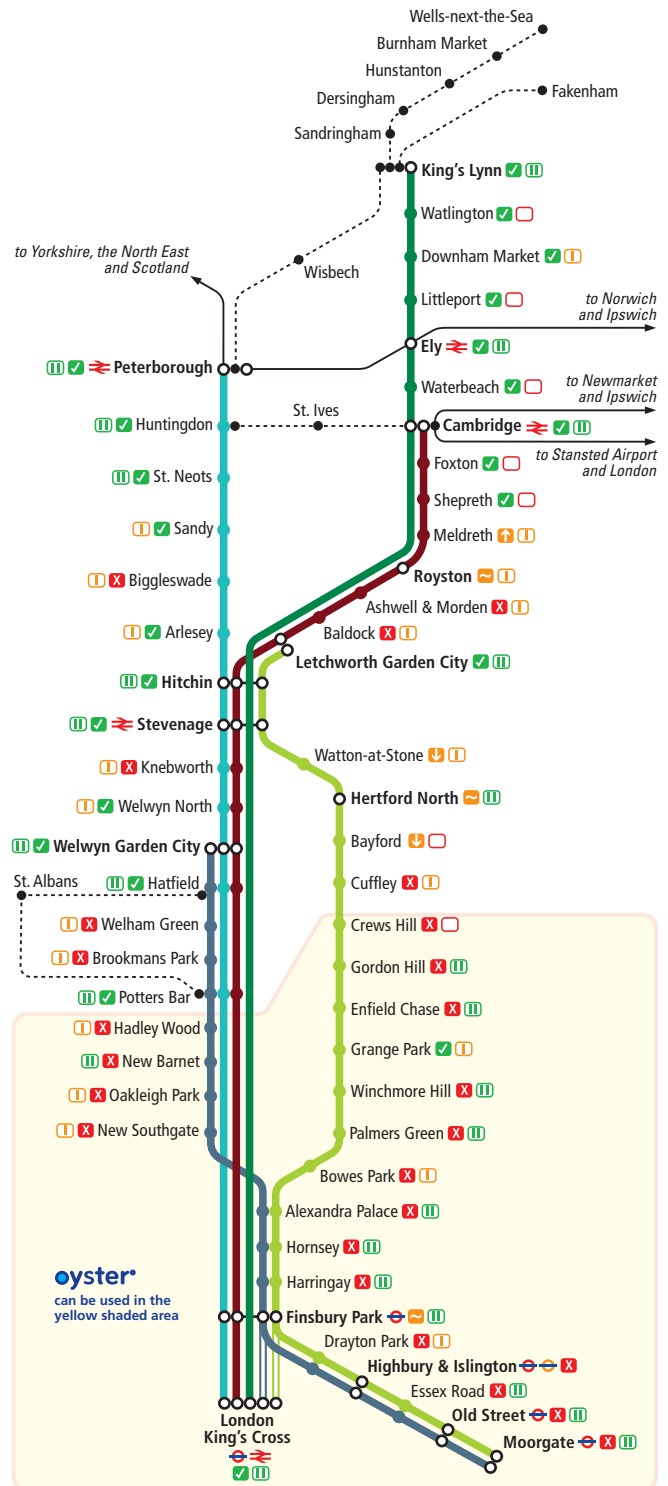 Wells-next-the-Sea
Burnham Market
Hunstanton
Dersingham
Fakenham
Sandringham
King's Lynn
Watlington
to Yorkshire, the North East
and Scotland
Downham Market
Wisbech
Littleport
to Norwich
and Ipswich
Ely
Peterborough
Waterbeach
to Newmarket
and Ipswich
St. Ives
Huntingdon
Cambridge
to Stansted Airport
and London
Foxton
St. Neots
Shepreth
Sandy
Meldreth
Royston
Biggleswade
Ashwell & Morden
Arlesey
Baldock
Letchworth Garden City
Hitchin
Stevenage
Watton-at-Stone
Knebworth
Hertford North
Welwyn North
Bayford
Welwyn Garden City
St. Albans
Hatfield
Cuffley
Welham Green
Crews Hill
Brookmans Park
Gordon Hill
Potters Bar
Enfield Chase
Hadley Wood
Grange Park
New Barnet
Winchmore Hill
Oakleigh Park
New Southgate
Palmers Green
Bowes Park
Alexandra Palace
Hornsey
oyster
can be used in the
yellow shaded area
Harringay
Finsbury Park
Drayton Park
Highbury & Islington
Essex Road
Old Street
London
King's Cross
Moorgate